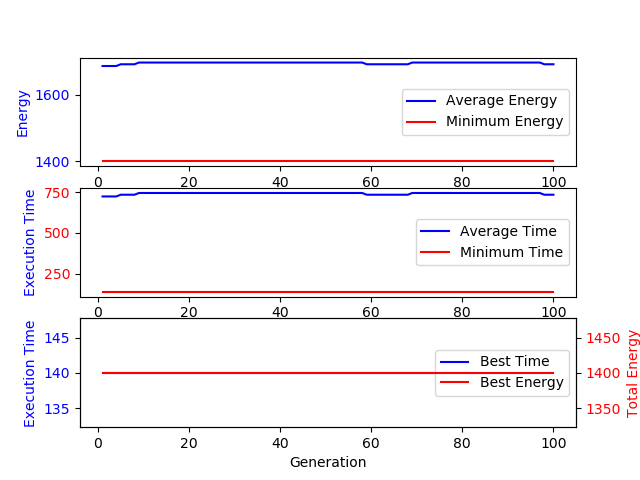 Energy
1600
1400
Average Energy
Minimum Energy
0 20 40 60 80 100
Execution Time
750
500
250
Average Time
Minimum Time
0 20 40 60 80 100
Execution Time
145
140
135
Best Time
Best Energy
1450
1400
1350
Total Energy
0 20 40 60 80 100
Generation